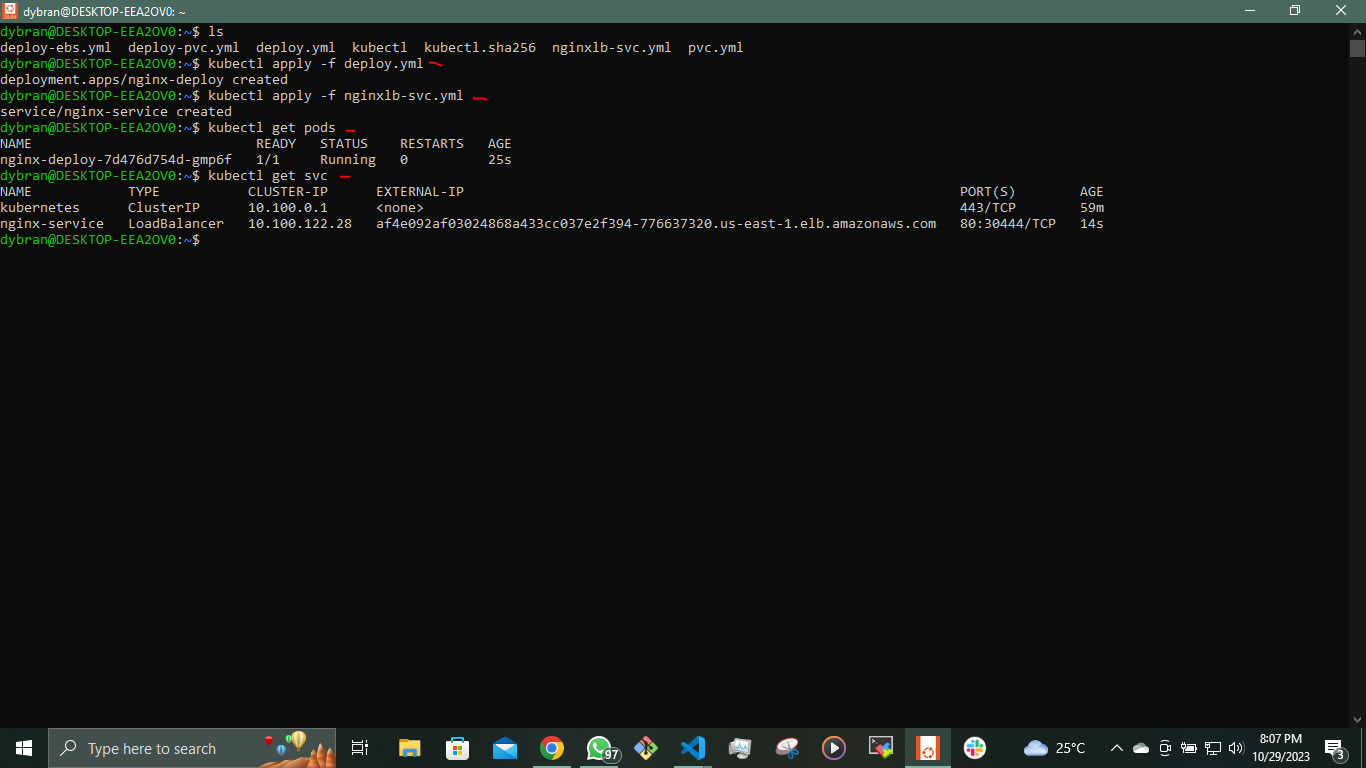 dybran@DESKTOP-EEA2OV0: ~
dybran@DESKTOP-EEA2OV0:~$ ls
deploy-ebs.yml  deploy-pvc.yml  deploy.yml  kubectl  kubectl.sha256  nginxlb-svc.yml  pvc.yml
dybran@DESKTOP-EEA2OV0:~$ kubectl apply -f deploy.yml
deployment.apps/nginx-deploy created
dybran@DESKTOP-EEA2OV0:~$ kubectl apply -f nginxlb-svc.yml
service/nginx-service created
dybran@DESKTOP-EEA2OV0:~$ kubectl get pods
NAME                            READY   STATUS    RESTARTS   AGE
nginx-deploy-7d476d754d-gmp6f   1/1     Running   0          25s
dybran@DESKTOP-EEA2OV0:~$ kubectl get svc
NAME            TYPE           CLUSTER-IP      EXTERNAL-IP                                                              PORT(S)        AGE
kubernetes      ClusterIP      10.100.0.1      <none>                                                                   443/TCP        59m
nginx-service   LoadBalancer   10.100.122.28   af4e092af03024868a433cc037e2f394-776637320.us-east-1.elb.amazonaws.com   80:30444/TCP   14s
dybran@DESKTOP-EEA2OV0:~$
Type here to search
97
25°C
8:07 PM
10/29/2023
3